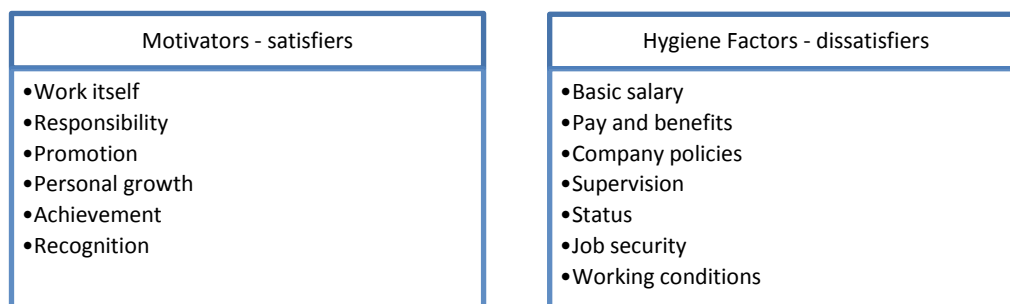 Motivators - satisfiers
•Work itself
•Responsibility
•Promotion
•Personal growth
•Achievement
•Recognition
Hygiene Factors - dissatisfiers
•Basic salary
•Pay and benefits
•Company policies
•Supervision
•Status
•Job security
•Working conditions